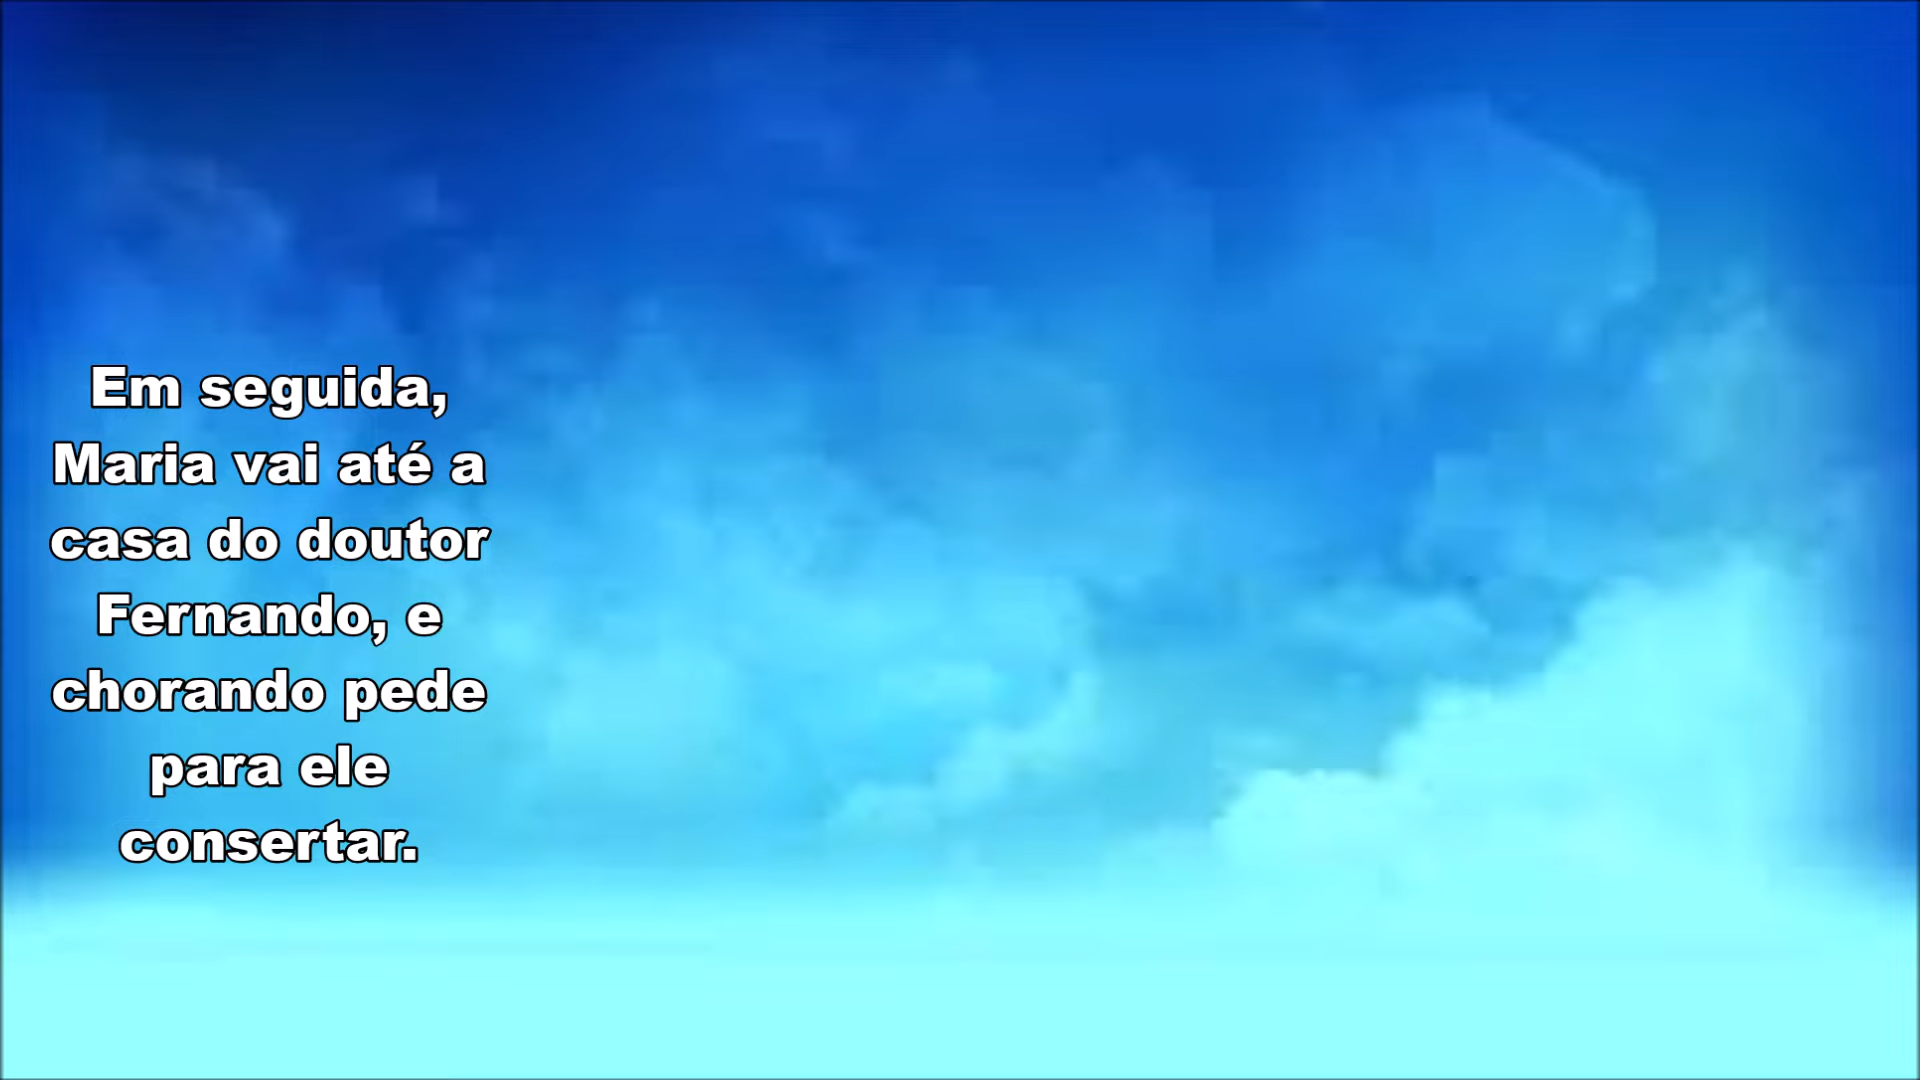 Em seguida,
Maria vai até a
casa do doutor
Fernando, e
chorando pede
para ele
consertar.